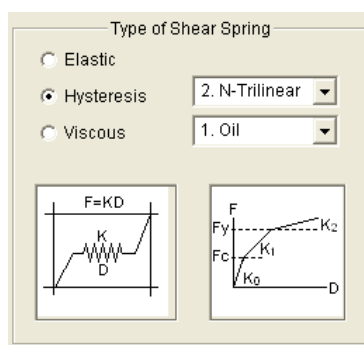 Type of Shear Spring
Elastic
Hysteresis
2. N-Trilinear
Viscous
1. Oil
F=KD
K
D
F
Fy
K2
Fc
K1
K0
D